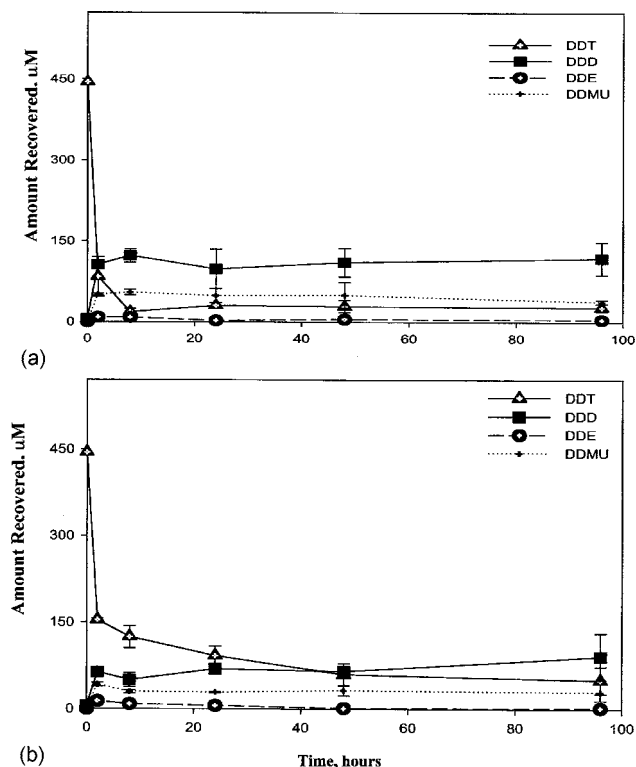 Amount Recovered. uM
450
300
150
0
DDT
DDD
DDE
DDMU
0 20 40 60 80 100
(a)
Amount Recovered. uM
450
300
150
0
DDT
DDD
DDE
DDMU
0 20 40 60 80 100
(b)
Time, hours